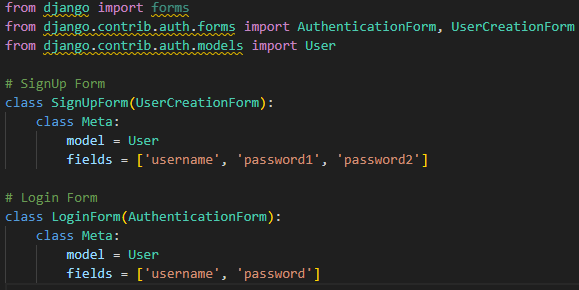 from django import forms
from django.contrib.auth.forms import AuthenticationForm, UserCreationForm
from django.contrib.auth.models import User
# SignUp Form
class SignUpForm(UserCreationForm):
class Meta:
model = User
fields = ['username', 'password1', 'password2']
# Login Form
class LoginForm(AuthenticationForm):
class Meta:
model = User
fields = ['username', 'password']